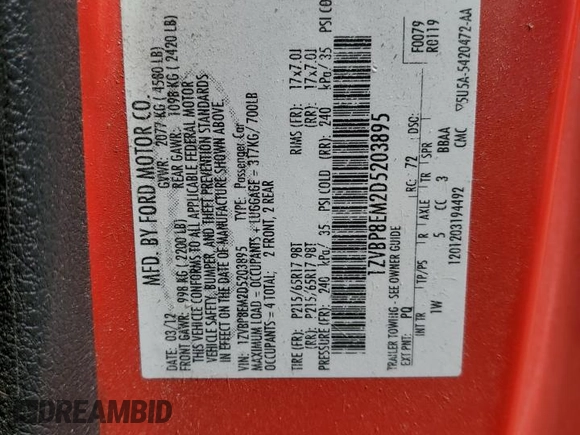 MFD. BY FORD MOTOR CO.
DATE: 03/12 GVWR: 2077 KG ( 4580 LB)
FRONT GAWR: 998 KG ( 2200 LB) REAR GAWR: 1098 KG ( 2420 LB)
THIS VEHICLE CONFORMS TO ALL APPLICABLE FEDERAL MOTOR
VEHICLE SAFETY, BUMPER, AND THEFT PREVENTION STANDARDS
IN EFFECT ON THE DATE OF MANUFACTURE SHOWN ABOVE.
VIN: 1ZVBP8EM2D5203895 TYPE: Passenger Car
MAXIMUM LOAD = OCCUPANTS + LUGGAGE = 317KG/ 700LB
OCCUPANTS = 4 TOTAL: 2 FRONT, 2 REAR
TIRE (FR): P215/65R17 98T RIMS (FR): 17x7.0J
TIRE (RR): P215/65R17 98T (RR): 17x7.0J
(FR): 240 kPa/ 35 PSI COLD (RR): 240 kPa/ 35 PSI CO
1ZVBP8EM2D5203895
F0079
R0119
TRAILER TOWING - SEE OWNER GUIDE
EXT PNT: PQ RC: 72 DSO:
INT TR TP/PS R AXLE TR SPR
1W 5 CC 3 BBAA
1201203194492 CMC
▽5U5A-5420472-AA
DREAMBID